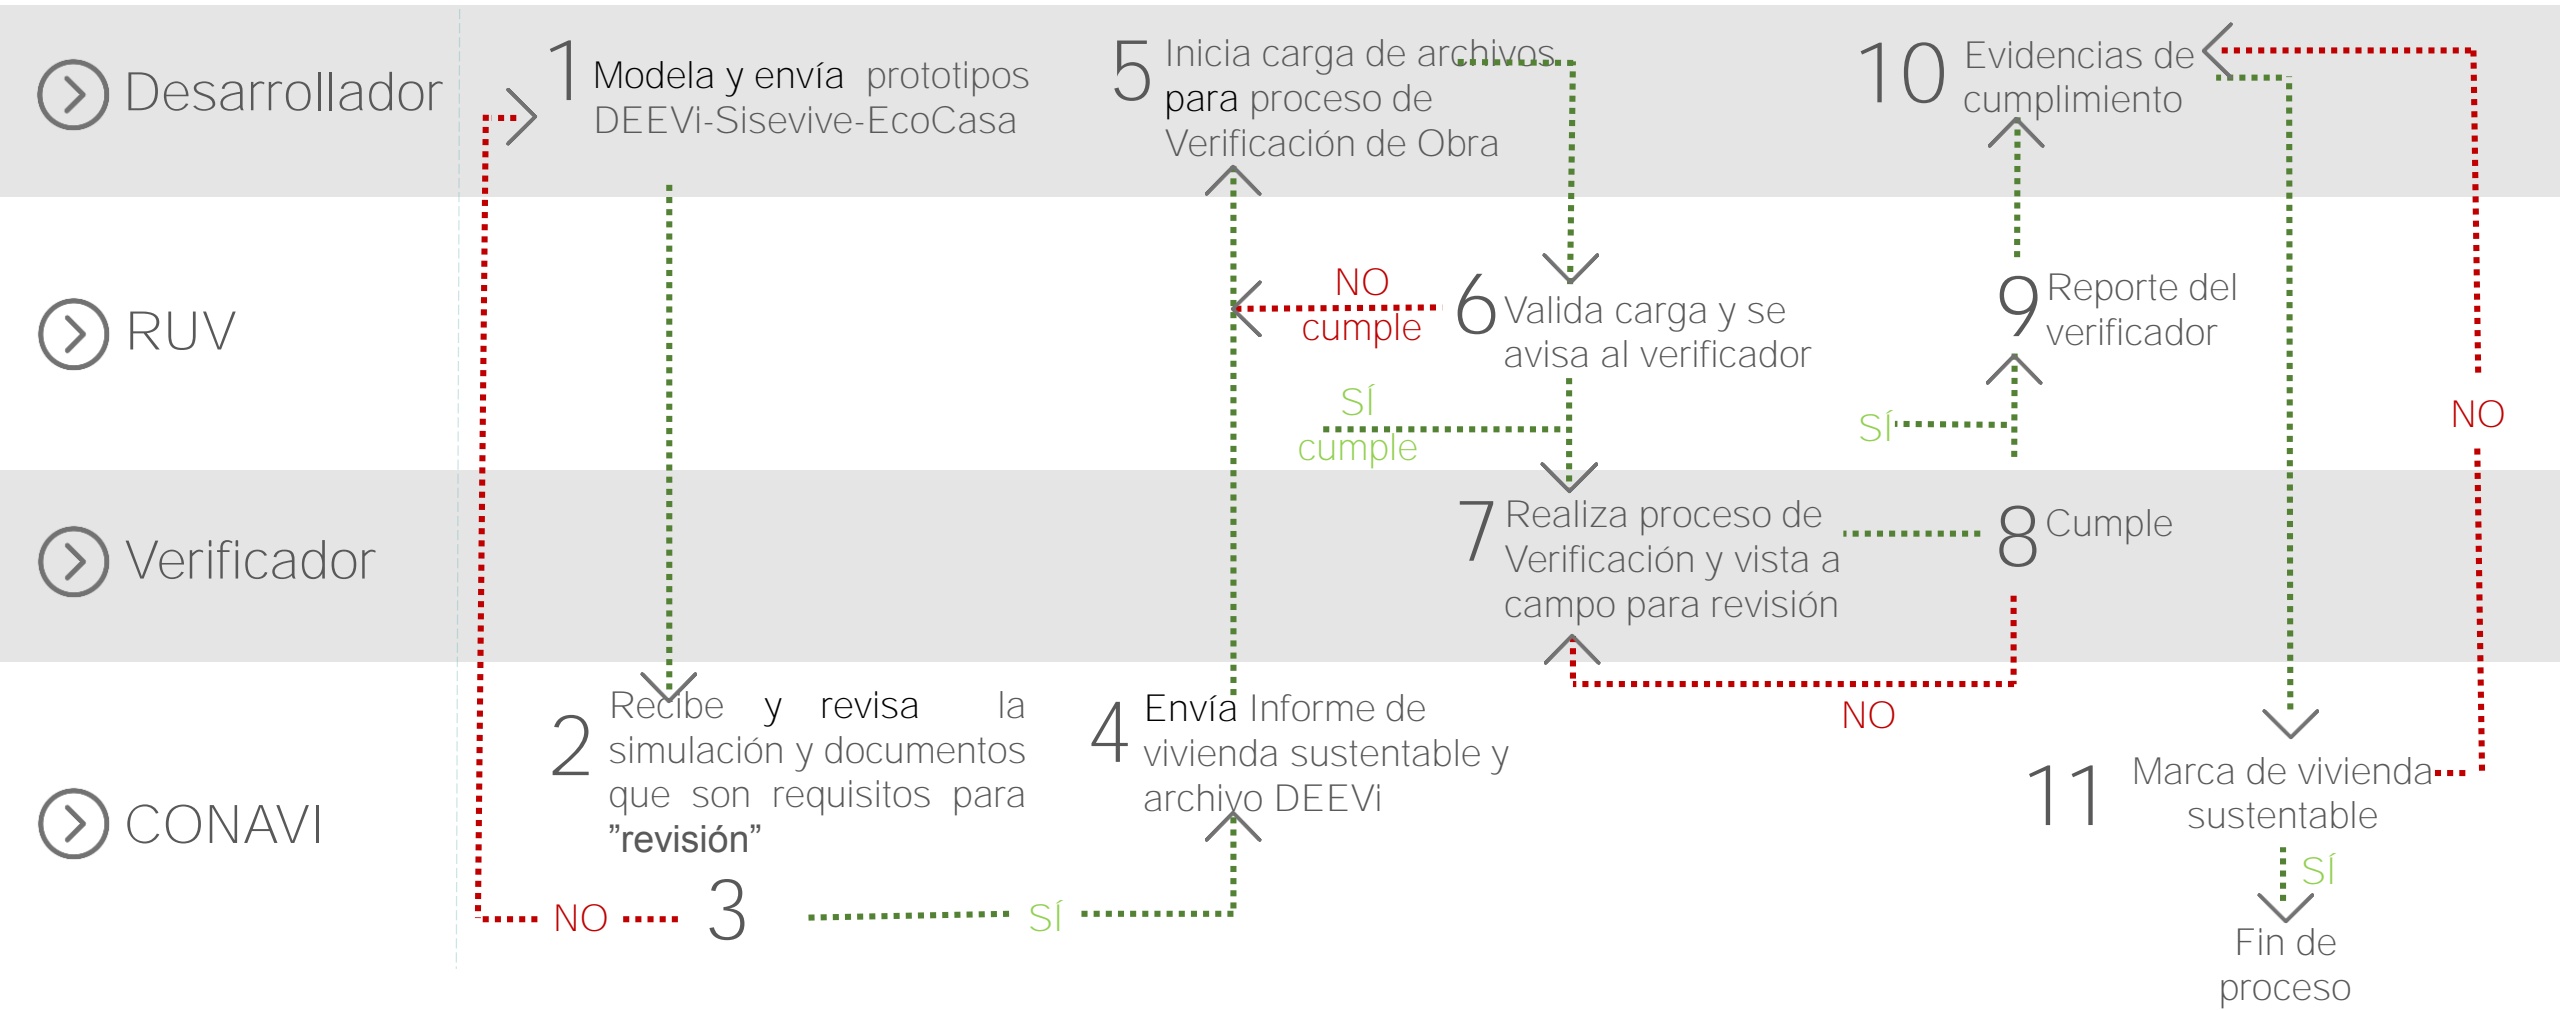 Desarrollador
1
Modela y envía prototipos
DEEVi-Sisevive-EcoCasa
5
Inicia carga de archivos
para proceso de
Verificación de Obra
10
Evidencias de
cumplimiento
RUV
NO
cumple
6
Valida carga y se
avisa al verificador
SÍ
cumple
9
Reporte del
verificador
SÍ
NO
Verificador
7
Realiza proceso de
Verificación y vista a
campo para revisión
8
Cumple
NO
CONAVI
2
Recibe y revisa la
simulación y documentos
que son requisitos para
”revisión”
3
NO
SÍ
4
Envía Informe de
vivienda sustentable y
archivo DEEVi
11
Marca de vivienda
sustentable
SÍ
Fin de
proceso